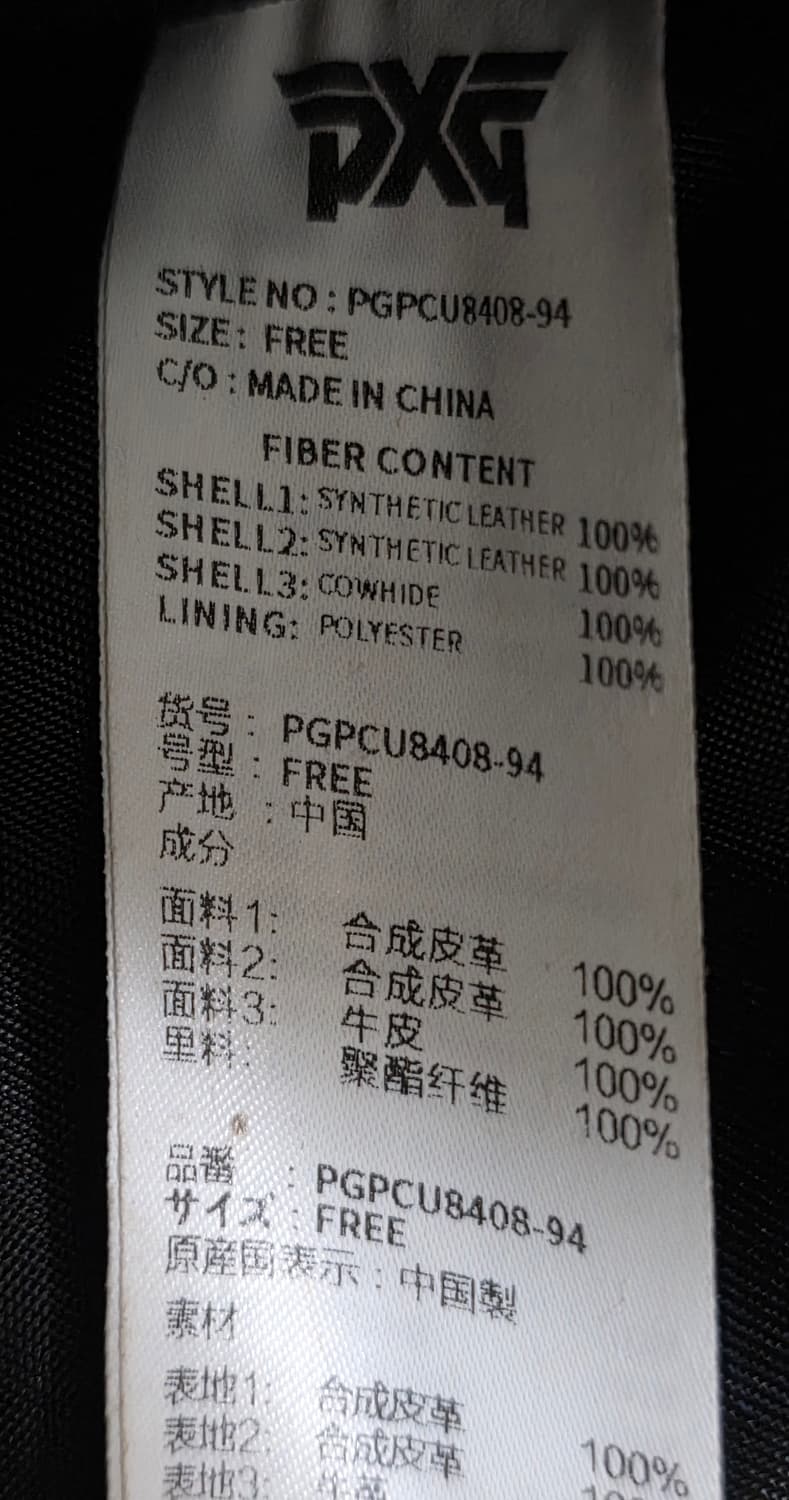 PXG
STYLE NO : PGPCU8408-94
SIZE : FREE
C/O : MADE IN CHINA
FIBER CONTENT
SHELL1: SYNTHETIC LEATHER 100%
SHELL2: SYNTHETIC LEATHER 100%
SHELL3: COWHIDE 100%
LINING: POLYESTER 100%
货号 : PGPCU8408-94
号型 : FREE
产地 : 中国
成分
面料1: 合成皮革 100%
面料2: 合成皮革 100%
面料3: 牛皮 100%
里料: 聚酯纤维 100%
品番 : PGPCU8408-94
サイズ : FREE
原産国表示 : 中国製
素材
表地1: 合成皮革 100%
表地2: 合成皮革
表地3: 牛革